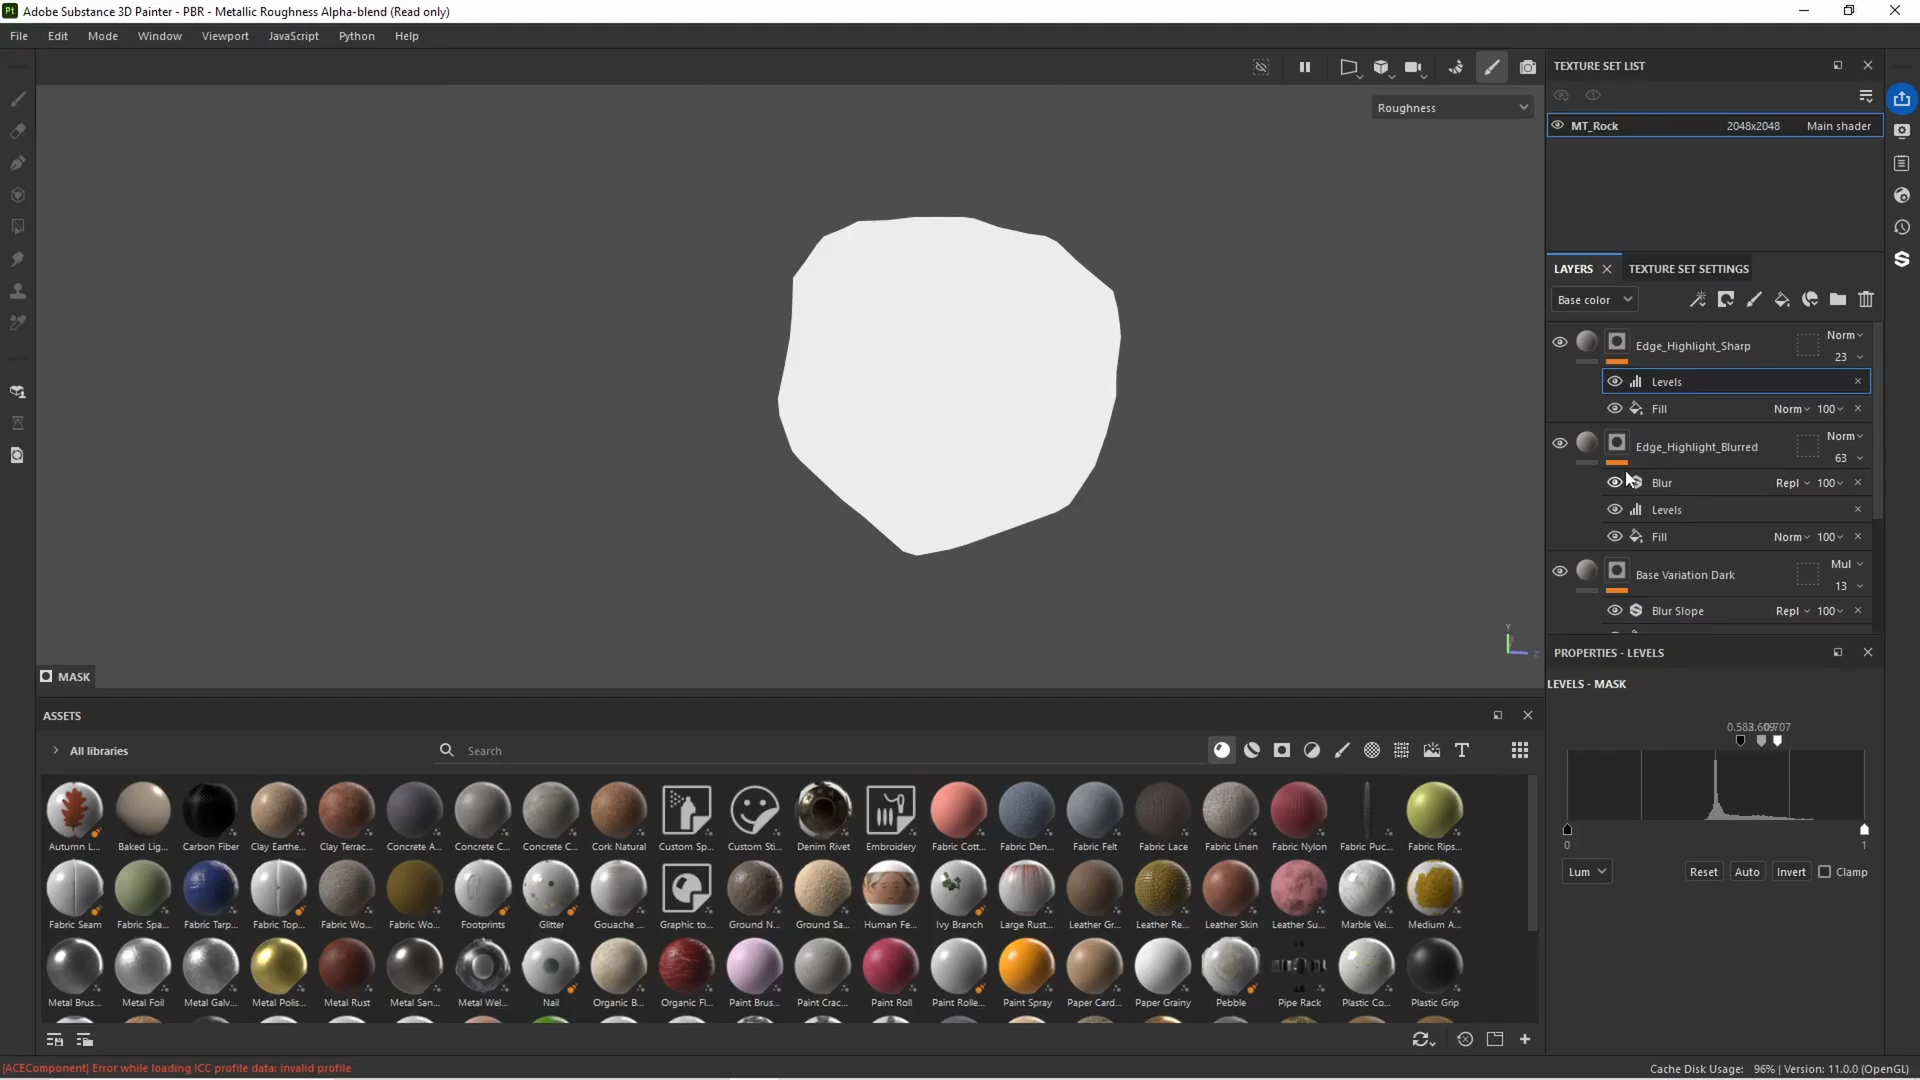 Adobe Substance 3D Painter - PBR - Metallic Roughness Alpha-blend (Read only)
File Edit Mode Window Viewport JavaScript Python Help
Roughness
TEXTURE SET LIST
MT_Rock 2048x2048 Main shader
LAYERS TEXTURE SET SETTINGS
Base color
Edge_Highlight_Sharp Norm 23
Levels
Fill Norm 100
Edge_Highlight_Blurred Norm 63
Blur Repl 100
Levels
Fill Norm 100
Base Variation Dark Mul 13
Blur Slope Repl 100
PROPERTIES - LEVELS
LEVELS - MASK
0 1
Lum Reset Auto Invert Clamp
MASK
ASSETS
All libraries Search
Autumn L... Baked Lig... Carbon Fiber Clay Earthe... Clay Terrac... Concrete A... Concrete C... Concrete C... Cork Natural Custom Sp... Custom Sti... Denim Rivet Embroidery Fabric Cott... Fabric Den... Fabric Felt Fabric Lace Fabric Linen Fabric Nylon Fabric Puc... Fabric Rips...
Fabric Seam Fabric Spa... Fabric Tarp... Fabric Top... Fabric Wo... Fabric Wo... Footprints Glitter Gouache ... Graphic to... Ground N... Ground Sa... Human Fe... Ivy Branch Large Rust... Leather Gr... Leather Re... Leather Skin Leather Su... Marble Vei... Medium A...
Metal Brus... Metal Foil Metal Galv... Metal Polis... Metal Rust Metal San... Metal Wel... Nail Organic B... Organic Fl... Paint Brus... Paint Crac... Paint Roll Paint Rolle... Paint Spray Paper Card... Paper Grainy Pebble Pipe Rack Plastic Co... Plastic Grip
[ACEComponent] Error while loading ICC profile data: invalid profile
Cache Disk Usage: 96% | Version: 11.0.0 (OpenGL)